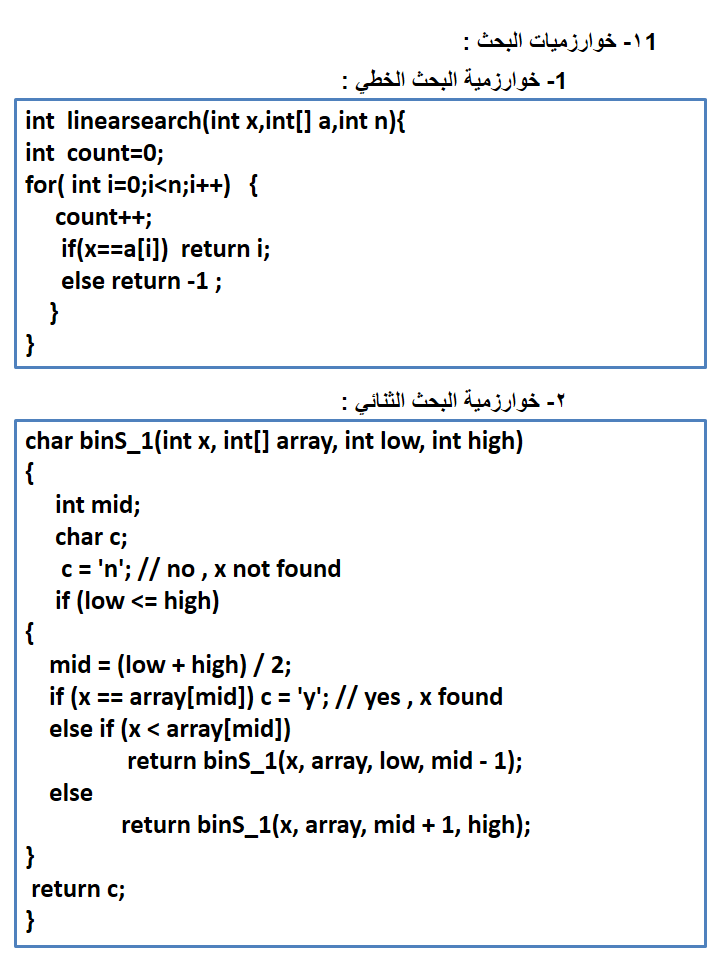 ١1- خوارزميات البحث :
1- خوارزمية البحث الخطي :
int  linearsearch(int x,int[] a,int n){
int  count=0;
for( int i=0;i<n;i++)   {
count++;
if(x==a[i])  return i;
else return -1 ;
}
}
٢- خوارزمية البحث الثنائي :
char binS_1(int x, int[] array, int low, int high)
{
int mid;
char c;
c = 'n'; // no , x not found
if (low <= high)
{
mid = (low + high) / 2;
if (x == array[mid]) c = 'y'; // yes , x found
else if (x < array[mid])
return binS_1(x, array, low, mid - 1);
else
return binS_1(x, array, mid + 1, high);
}
return c;
}